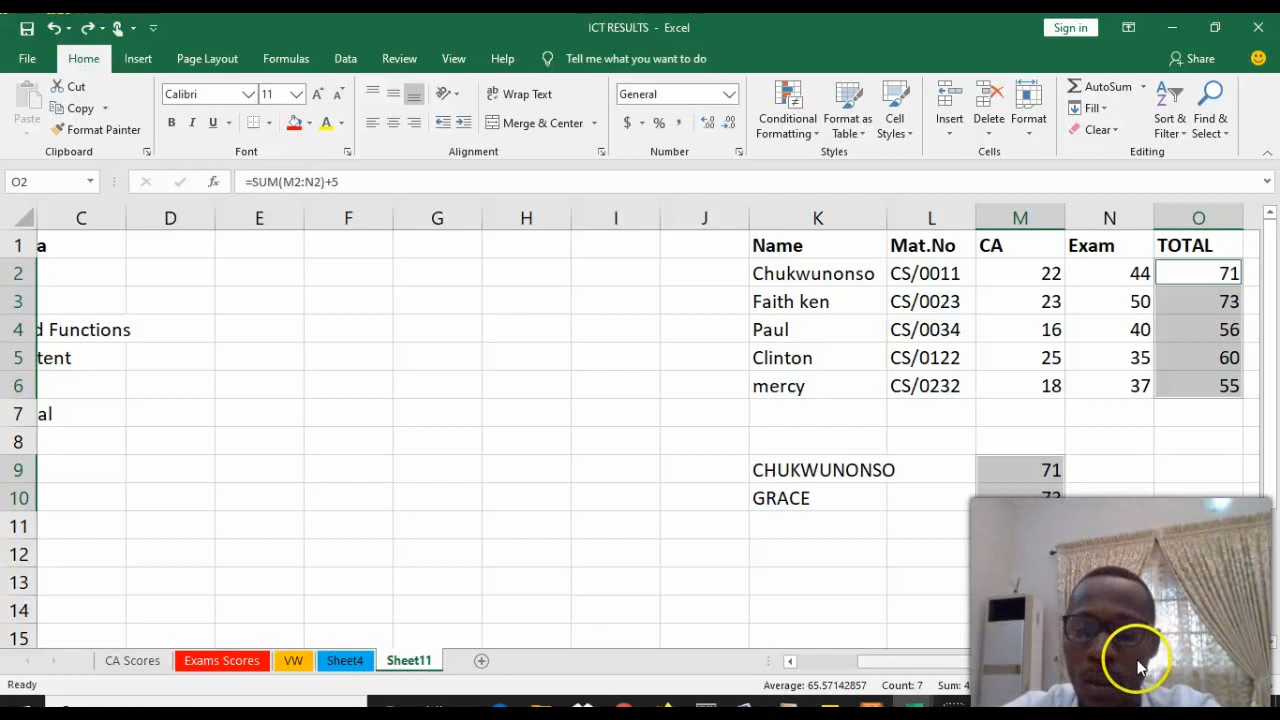 ICT RESULTS - Excel
Sign in
File Home Insert Page Layout Formulas Data Review View Help Tell me what you want to do Share
Paste
Cut
Copy
Format Painter
Clipboard
Calibri 11
B I U
Font
Wrap Text
Merge & Center
Alignment
General
$ % ,
Number
Conditional Formatting
Format as Table
Cell Styles
Styles
Insert
Delete
Format
Cells
AutoSum
Fill
Clear
Sort & Filter
Find & Select
Editing
O2 fx =SUM(M2:N2)+5
C D E F G H I J K L M N O
1 a Name Mat.No CA Exam TOTAL
2 Chukwunonso CS/0011 22 44 71
3 Faith ken CS/0023 23 50 73
4 d Functions Paul CS/0034 16 40 56
5 tent Clinton CS/0122 25 35 60
6 mercy CS/0232 18 37 55
7 al
8
9 CHUKWUNONSO 71
10 GRACE
11
12
13
14
15
CA Scores Exams Scores VW Sheet4 Sheet11
Ready Average: 65.57142857 Count: 7 Sum: 4